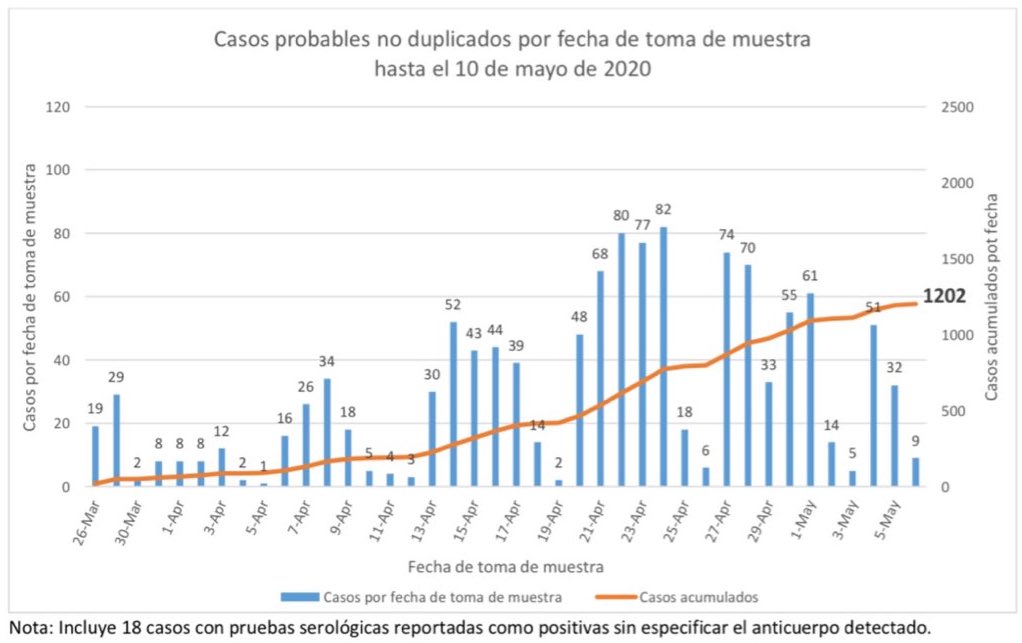 Casos probables no duplicados por fecha de toma de muestra
hasta el 10 de mayo de 2020
Casos por fecha de toma de muestra
120
100
80
60
40
20
0
2500
2000
1500
1000
500
0
Casos acumulados pot fecha
19
29
2
8
8
8
12
2
1
16
26
34
18
5
4
3
30
52
43
44
39
14
2
48
68
80
77
82
18
6
74
70
33
55
61
14
5
51
32
9
1202
26-Mar
30-Mar
1-Apr
3-Apr
5-Apr
7-Apr
9-Apr
11-Apr
13-Apr
15-Apr
17-Apr
19-Apr
21-Apr
23-Apr
25-Apr
27-Apr
29-Apr
1-May
3-May
5-May
Fecha de toma de muestra
Casos por fecha de toma de muestra
Casos acumulados
Nota: Incluye 18 casos con pruebas serológicas reportadas como positivas sin especificar el anticuerpo detectado.